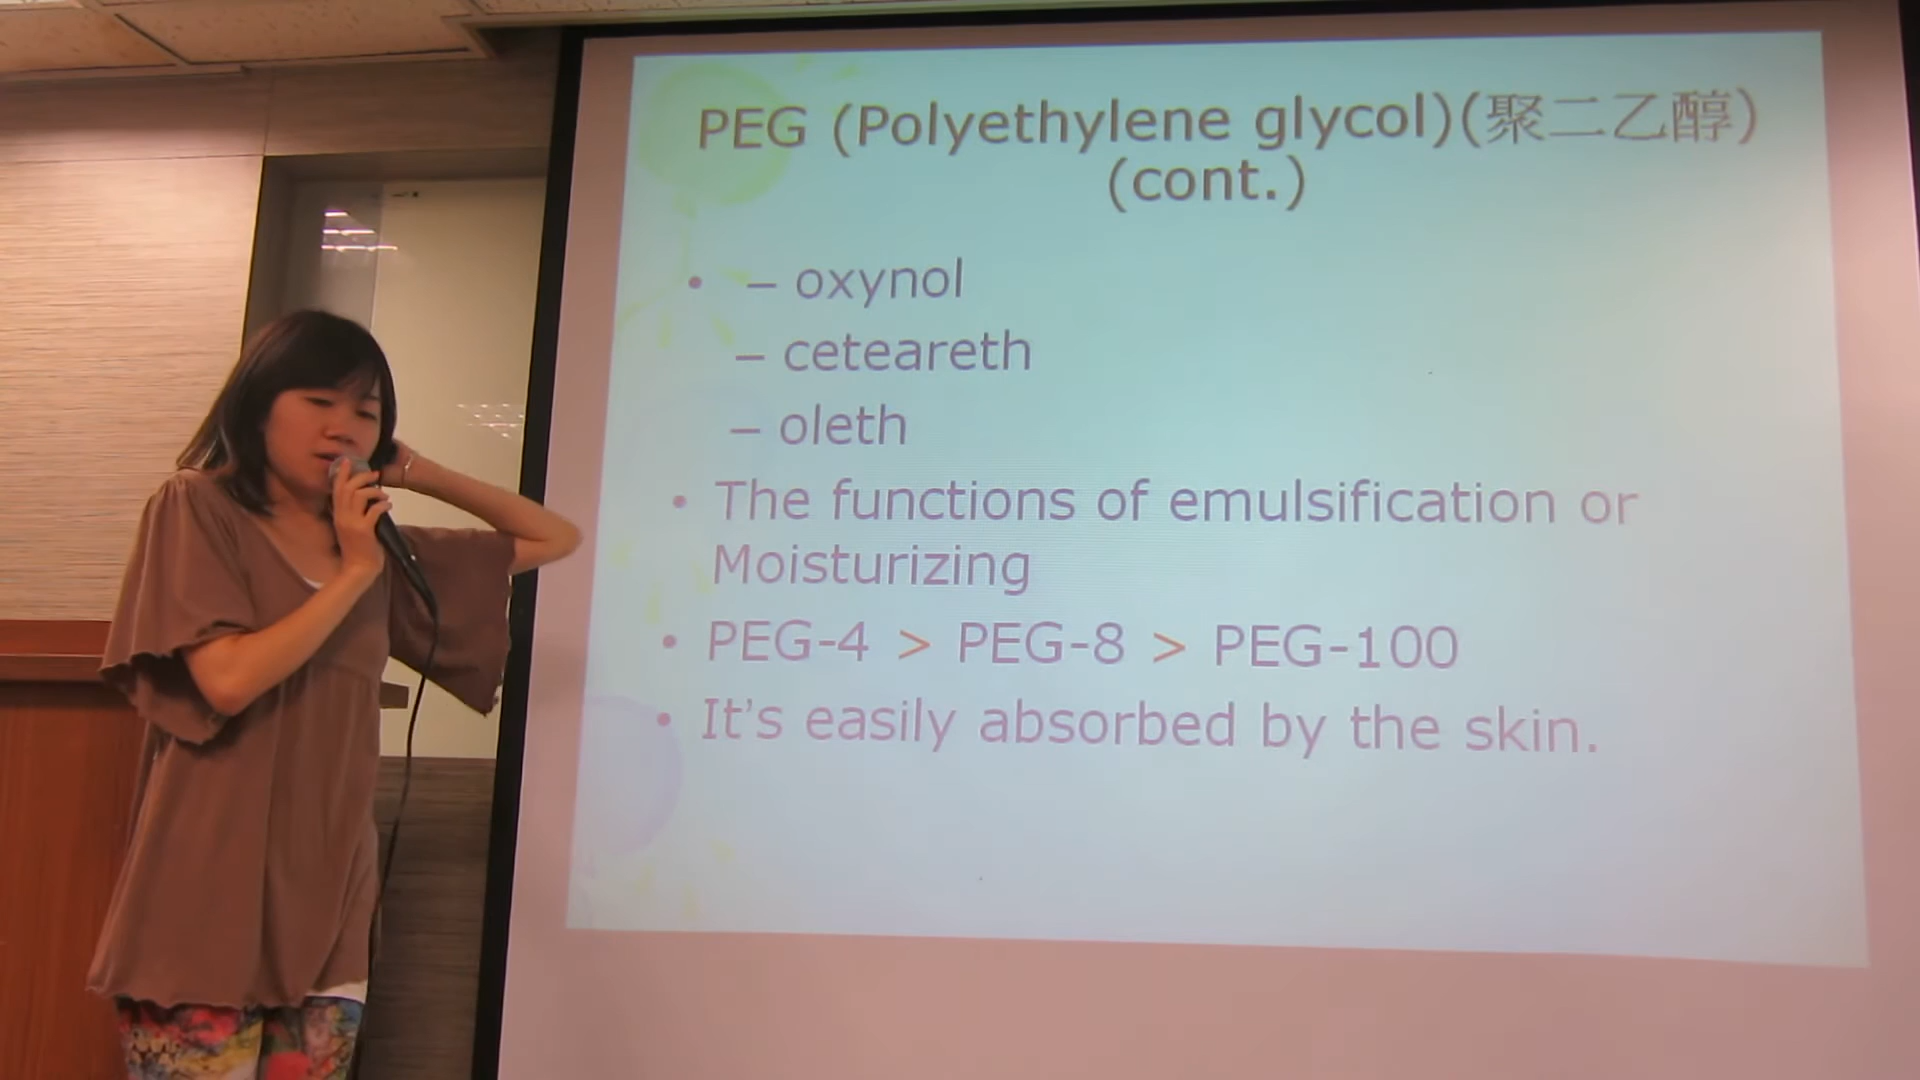 PEG (Polyethylene glycol)(聚二乙醇)
(cont.)
• – oxynol
– ceteareth
– oleth
• The functions of emulsification or
Moisturizing
• PEG-4 > PEG-8 > PEG-100
• It's easily absorbed by the skin.